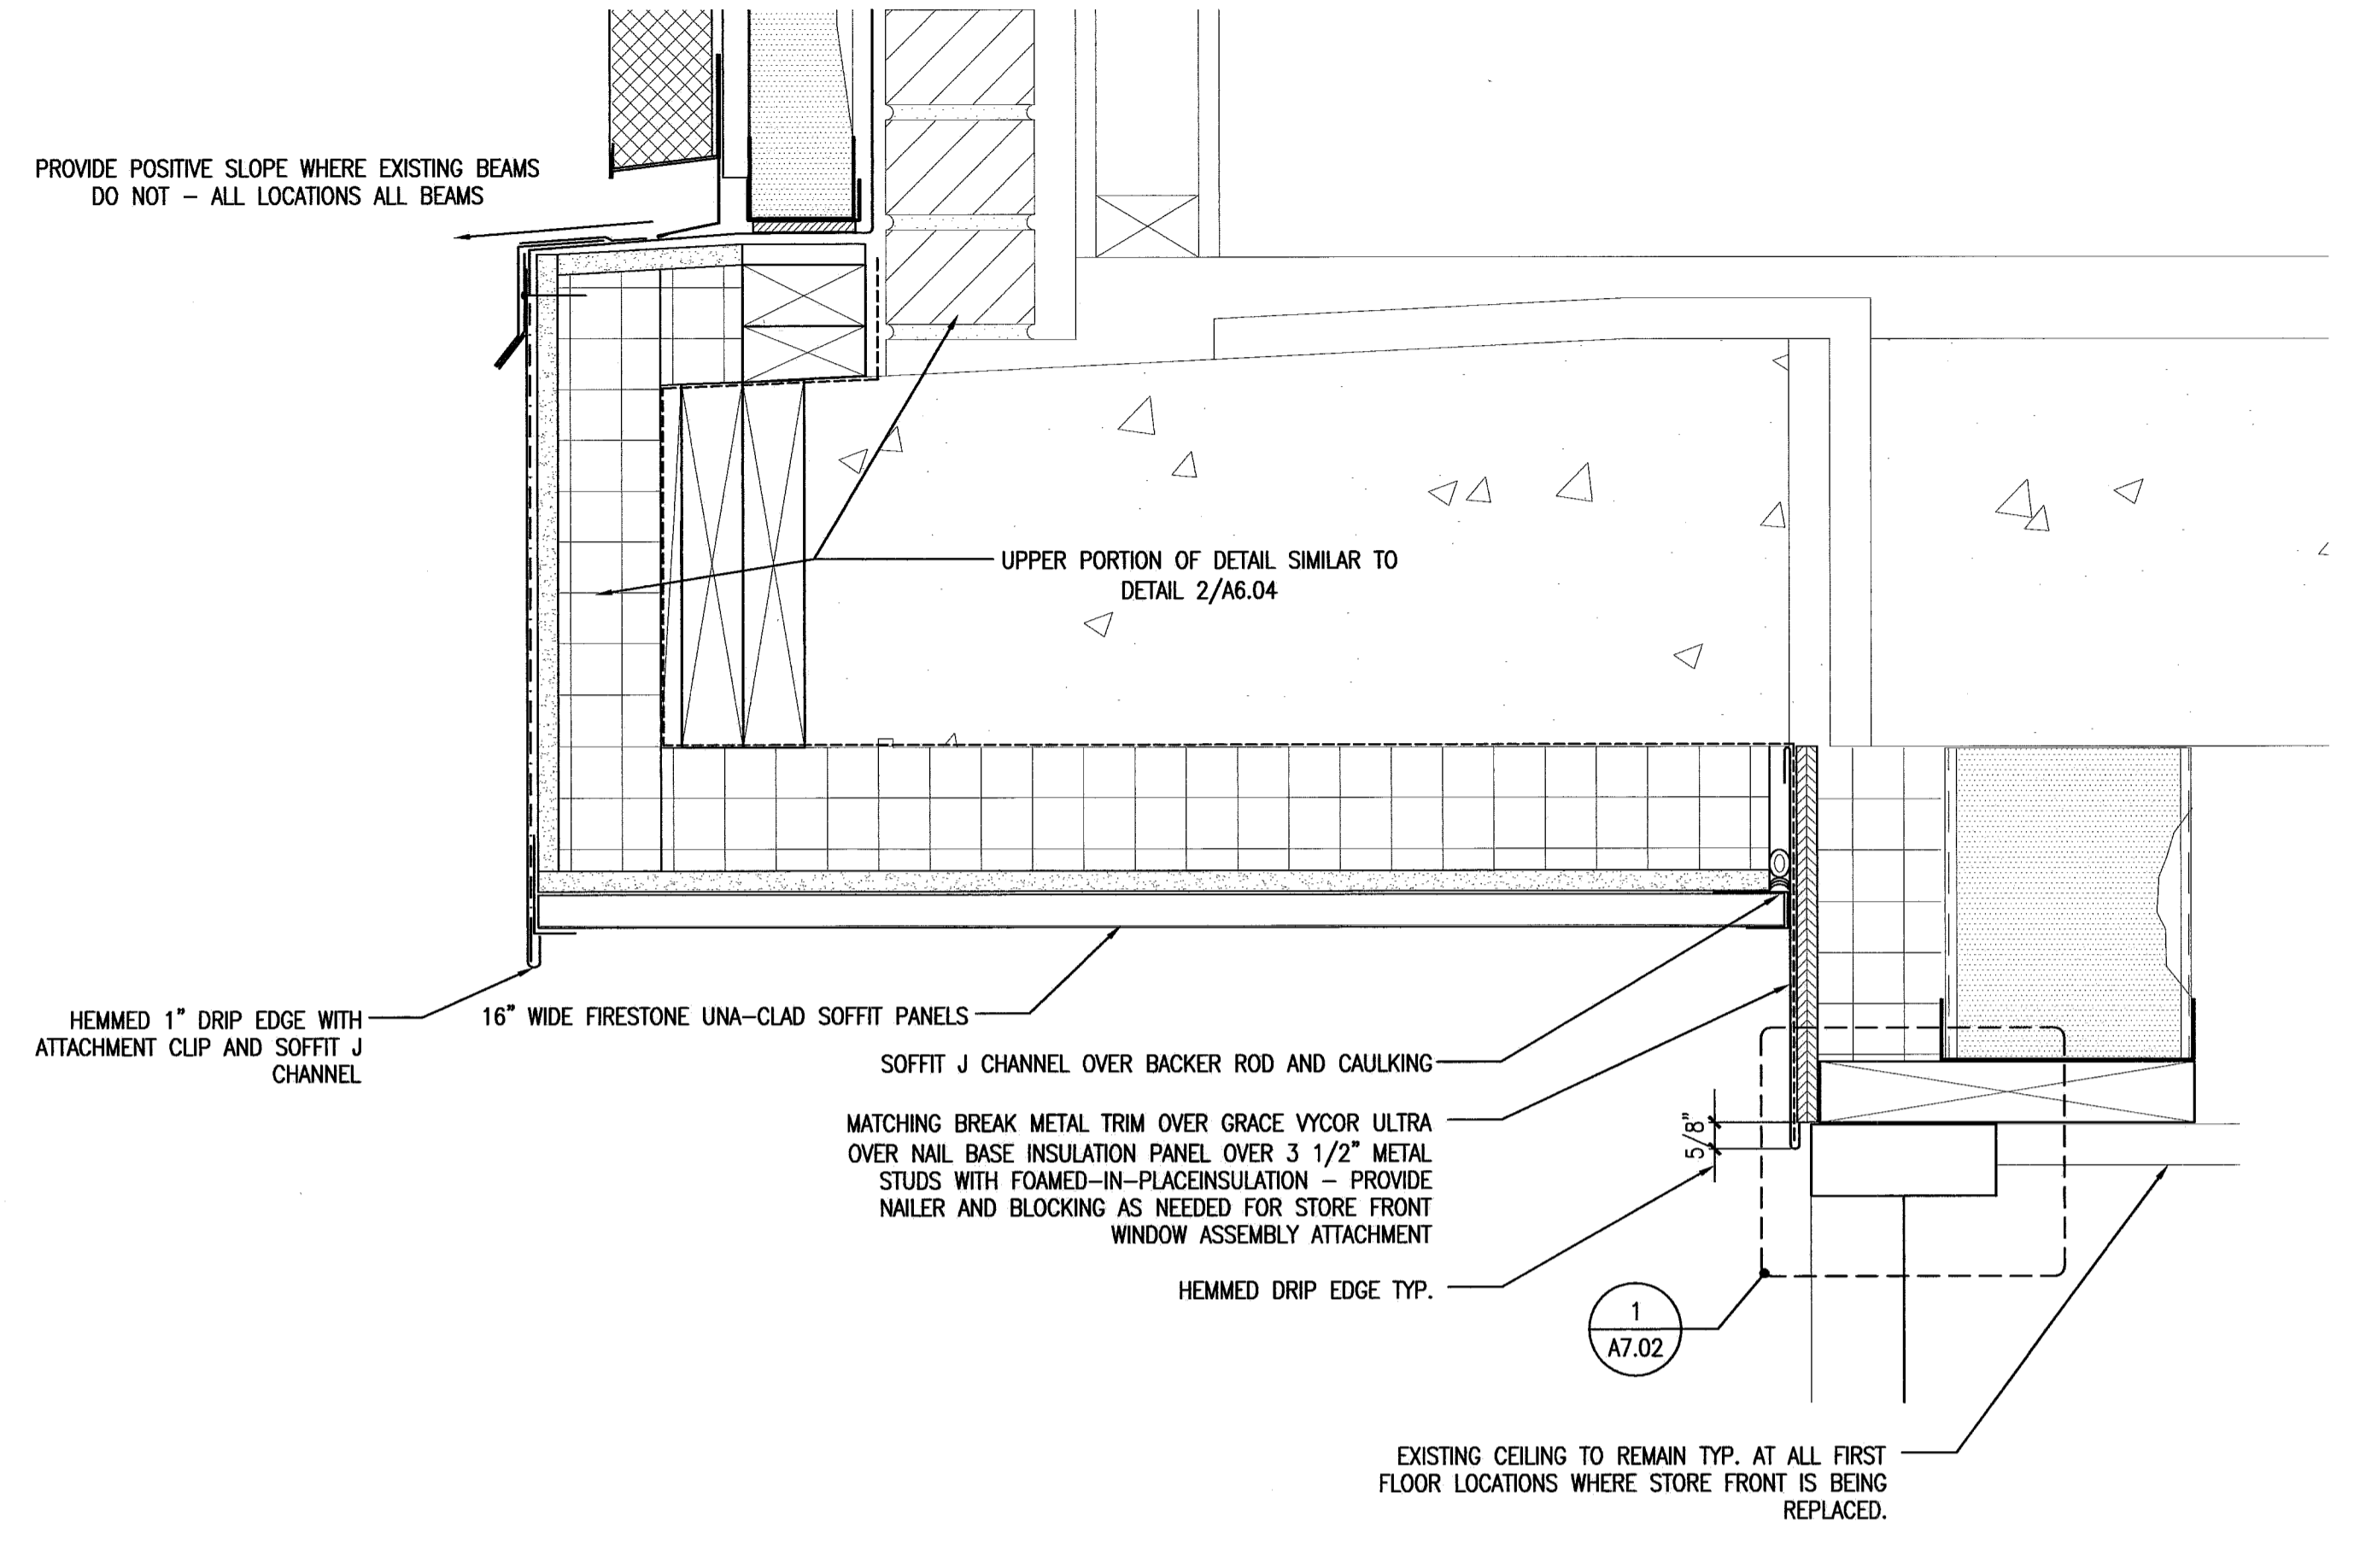 PROVIDE POSITIVE SLOPE WHERE EXISTING BEAMS
DO NOT – ALL LOCATIONS ALL BEAMS
UPPER PORTION OF DETAIL SIMILAR TO
DETAIL 2/A6.04
HEMMED 1" DRIP EDGE WITH
ATTACHMENT CLIP AND SOFFIT J
CHANNEL
16" WIDE FIRESTONE UNA–CLAD SOFFIT PANELS
SOFFIT J CHANNEL OVER BACKER ROD AND CAULKING
MATCHING BREAK METAL TRIM OVER GRACE VYCOR ULTRA
OVER NAIL BASE INSULATION PANEL OVER 3 1/2" METAL
STUDS WITH FOAMED–IN–PLACEINSULATION – PROVIDE
NAILER AND BLOCKING AS NEEDED FOR STORE FRONT
WINDOW ASSEMBLY ATTACHMENT
5/8"
HEMMED DRIP EDGE TYP.
1
A7.02
EXISTING CEILING TO REMAIN TYP. AT ALL FIRST
FLOOR LOCATIONS WHERE STORE FRONT IS BEING
REPLACED.